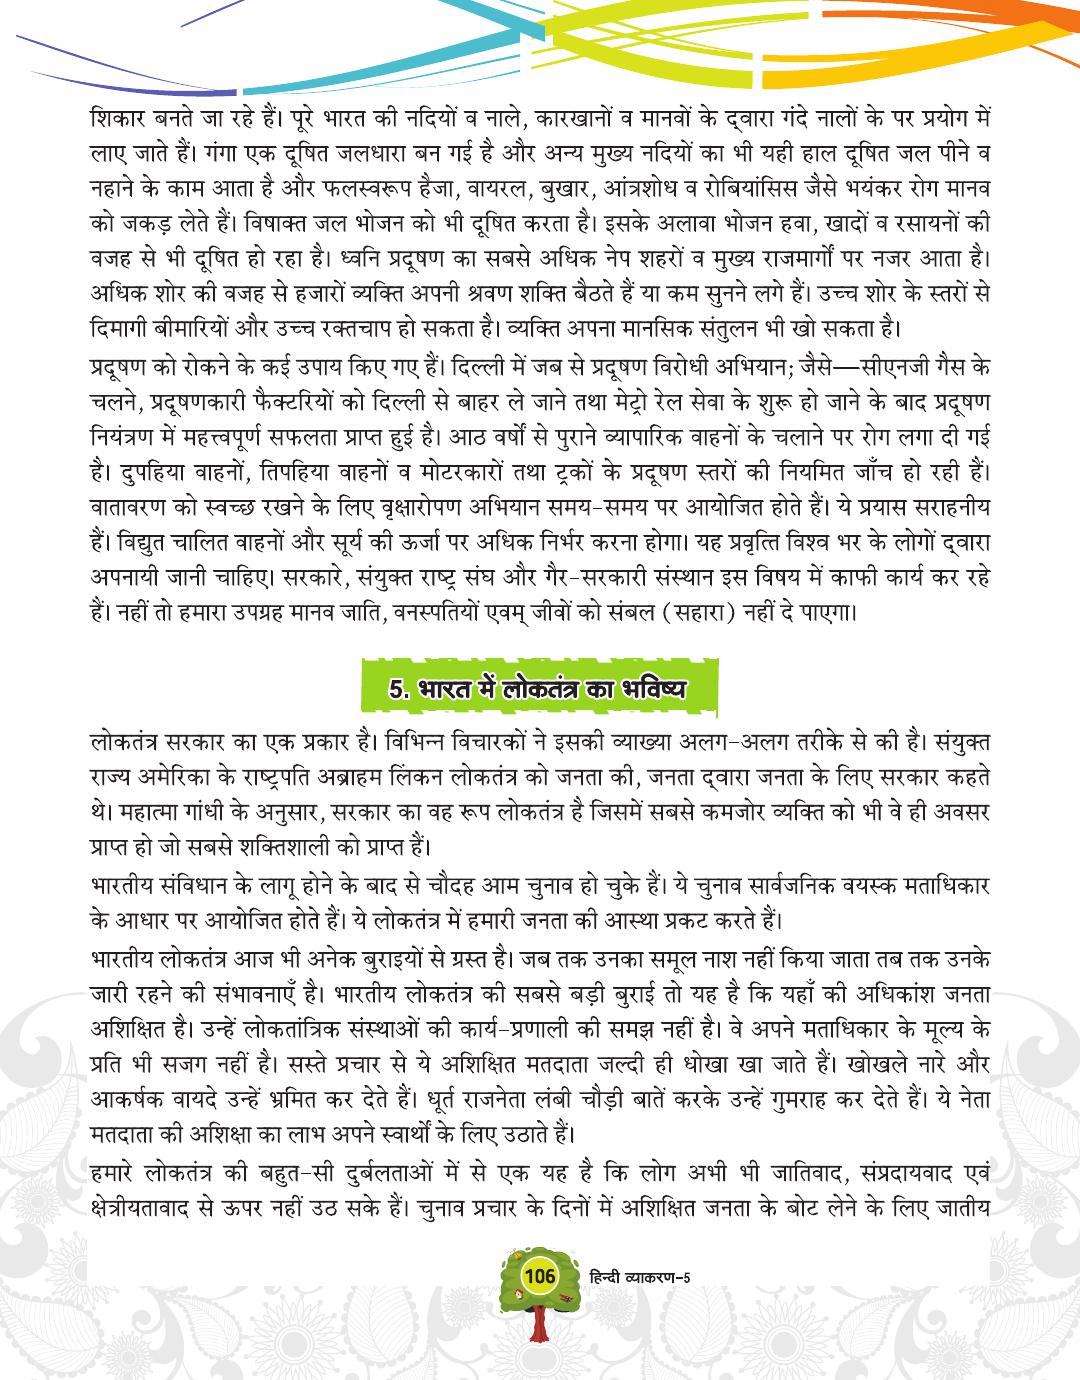 शिकार बनते जा रहे हैं। पूरे भारत की नदियों व नाले, कारखानों व मानवों के द्वारा गंदे नालों के पर प्रयोग में
लाए जाते हैं। गंगा एक दूषित जलधारा बन गई है और अन्य मुख्य नदियों का भी यही हाल दूषित जल पीने व
नहाने के काम आता है और फलस्वरूप हैजा, वायरल, बुखार, आंत्रशोध व रोबियांसिस जैसे भयंकर रोग मानव
को जकड़ लेते हैं। विषाक्त जल भोजन को भी दूषित करता है। इसके अलावा भोजन हवा, खादों व रसायनों की
वजह से भी दूषित हो रहा है। ध्वनि प्रदूषण का सबसे अधिक नेप शहरों व मुख्य राजमार्गों पर नजर आता है।
अधिक शोर की वजह से हजारों व्यक्ति अपनी श्रवण शक्ति बैठते हैं या कम सुनने लगे हैं। उच्च शोर के स्तरों से
दिमागी बीमारियों और उच्च रक्तचाप हो सकता है। व्यक्ति अपना मानसिक संतुलन भी खो सकता है।
प्रदूषण को रोकने के कई उपाय किए गए हैं। दिल्ली में जब से प्रदूषण विरोधी अभियान; जैसे—सीएनजी गैस के
चलने, प्रदूषणकारी फैक्टरियों को दिल्ली से बाहर ले जाने तथा मेट्रो रेल सेवा के शुरू हो जाने के बाद प्रदूषण
नियंत्रण में महत्त्वपूर्ण सफलता प्राप्त हुई है। आठ वर्षों से पुराने व्यापारिक वाहनों के चलाने पर रोग लगा दी गई
है। दुपहिया वाहनों, तिपहिया वाहनों व मोटरकारों तथा ट्रकों के प्रदूषण स्तरों की नियमित जाँच हो रही हैं।
वातावरण को स्वच्छ रखने के लिए वृक्षारोपण अभियान समय-समय पर आयोजित होते हैं। ये प्रयास सराहनीय
हैं। विद्युत चालित वाहनों और सूर्य की ऊर्जा पर अधिक निर्भर करना होगा। यह प्रवृत्ति विश्व भर के लोगों द्वारा
अपनायी जानी चाहिए। सरकारे, संयुक्त राष्ट्र संघ और गैर-सरकारी संस्थान इस विषय में काफी कार्य कर रहे
हैं। नहीं तो हमारा उपग्रह मानव जाति, वनस्पतियों एवम् जीवों को संबल (सहारा) नहीं दे पाएगा।
5. भारत में लोकतंत्र का भविष्य
लोकतंत्र सरकार का एक प्रकार है। विभिन्न विचारकों ने इसकी व्याख्या अलग-अलग तरीके से की है। संयुक्त
राज्य अमेरिका के राष्ट्रपति अब्राहम लिंकन लोकतंत्र को जनता की, जनता द्वारा जनता के लिए सरकार कहते
थे। महात्मा गांधी के अनुसार, सरकार का वह रूप लोकतंत्र है जिसमें सबसे कमजोर व्यक्ति को भी वे ही अवसर
प्राप्त हो जो सबसे शक्तिशाली को प्राप्त हैं।
भारतीय संविधान के लागू होने के बाद से चौदह आम चुनाव हो चुके हैं। ये चुनाव सार्वजनिक वयस्क मताधिकार
के आधार पर आयोजित होते हैं। ये लोकतंत्र में हमारी जनता की आस्था प्रकट करते हैं।
भारतीय लोकतंत्र आज भी अनेक बुराइयों से ग्रस्त है। जब तक उनका समूल नाश नहीं किया जाता तब तक उनके
जारी रहने की संभावनाएँ है। भारतीय लोकतंत्र की सबसे बड़ी बुराई तो यह है कि यहाँ की अधिकांश जनता
अशिक्षित है। उन्हें लोकतांत्रिक संस्थाओं की कार्य-प्रणाली की समझ नहीं है। वे अपने मताधिकार के मूल्य के
प्रति भी सजग नहीं है। सस्ते प्रचार से ये अशिक्षित मतदाता जल्दी ही धोखा खा जाते हैं। खोखले नारे और
आकर्षक वायदे उन्हें भ्रमित कर देते हैं। धूर्त राजनेता लंबी चौड़ी बातें करके उन्हें गुमराह कर देते हैं। ये नेता
मतदाता की अशिक्षा का लाभ अपने स्वार्थों के लिए उठाते हैं।
हमारे लोकतंत्र की बहुत-सी दुर्बलताओं में से एक यह है कि लोग अभी भी जातिवाद, संप्रदायवाद एवं
क्षेत्रीयतावाद से ऊपर नहीं उठ सके हैं। चुनाव प्रचार के दिनों में अशिक्षित जनता के बोट लेने के लिए जातीय
106 हिन्दी व्याकरण-5